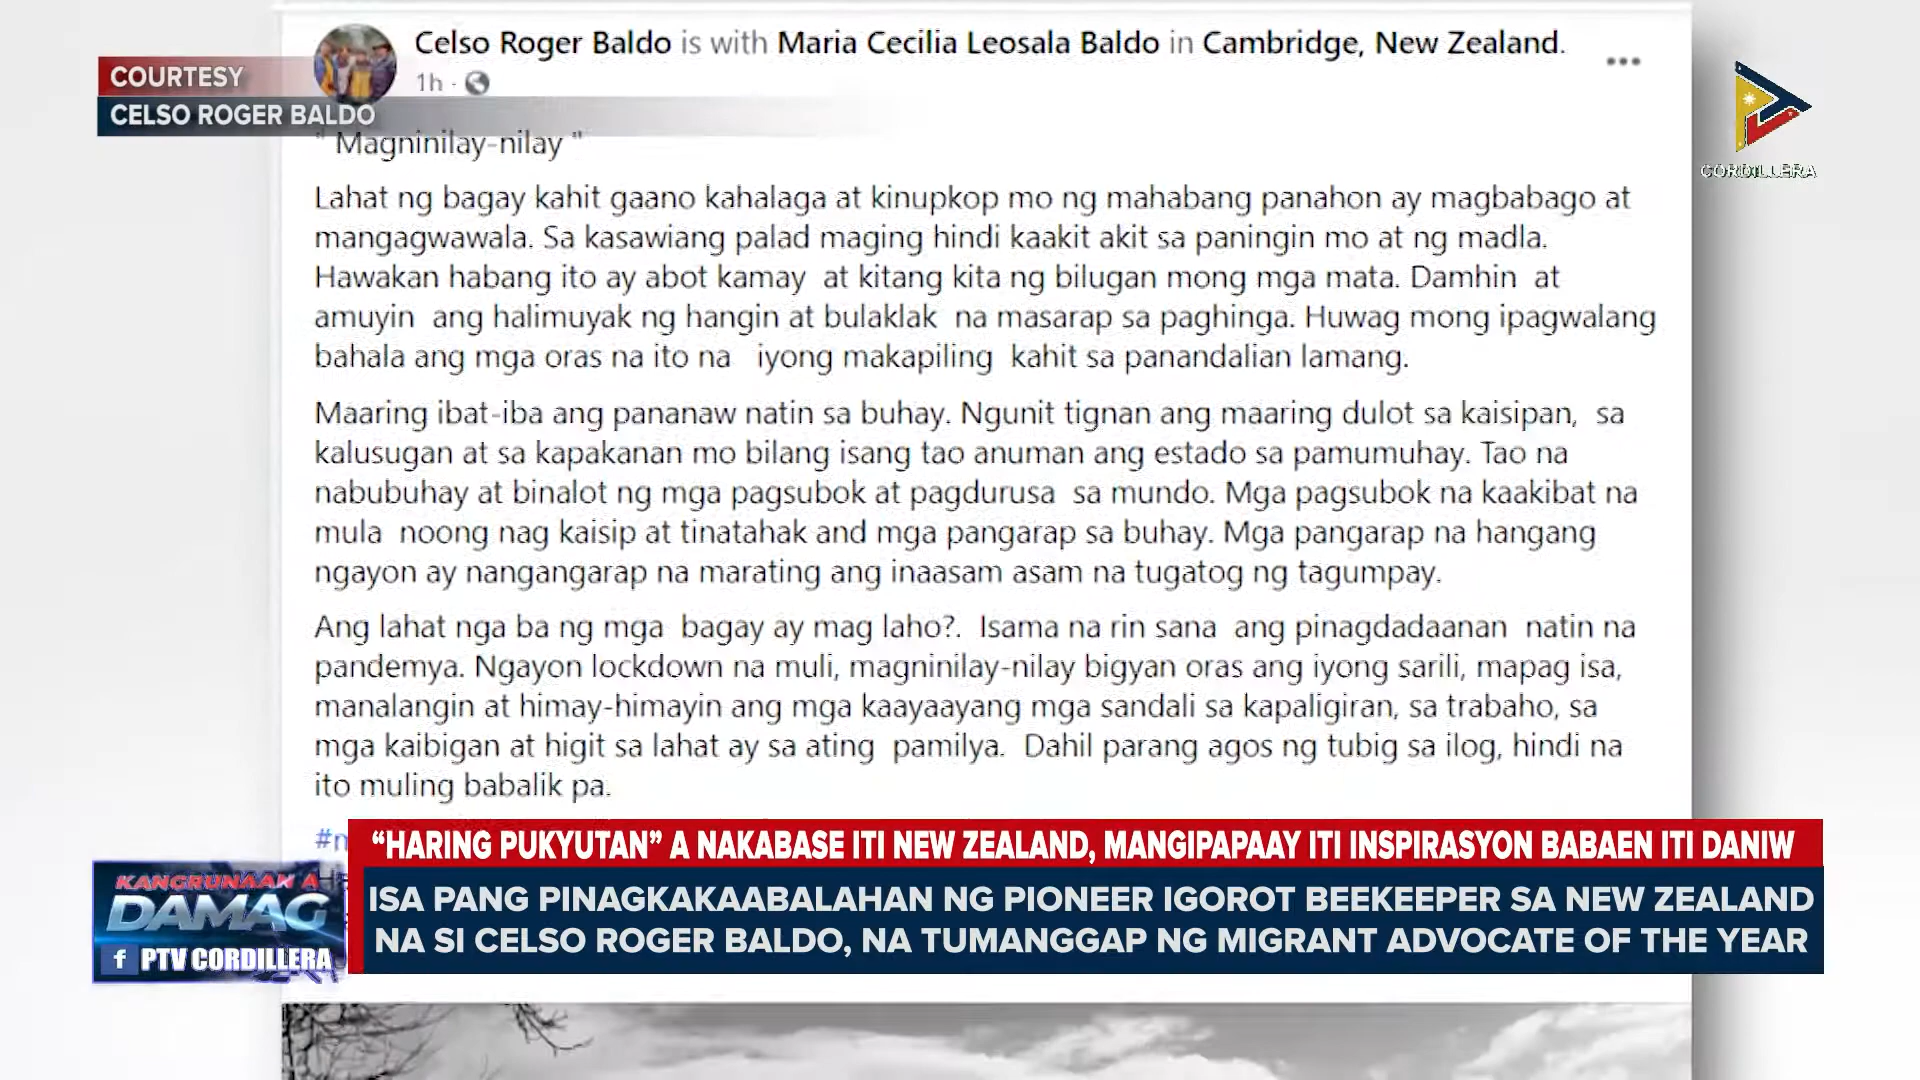 Celso Roger Baldo is with Maria Cecilia Leosala Baldo in Cambridge, New Zealand.
1h ·
COURTESY
CELSO ROGER BALDO
CORDILLERA
" Magninilay-nilay "
Lahat ng bagay kahit gaano kahalaga at kinupkop mo ng mahabang panahon ay magbabago at
mangagwawala. Sa kasawiang palad maging hindi kaakit akit sa paningin mo at ng madla.
Hawakan habang ito ay abot kamay at kitang kita ng bilugan mong mga mata. Damhin at
amuyin ang halimuyak ng hangin at bulaklak na masarap sa paghinga. Huwag mong ipagwalang
bahala ang mga oras na ito na iyong makapiling kahit sa panandalian lamang.
Maaring ibat-iba ang pananaw natin sa buhay. Ngunit tignan ang maaring dulot sa kaisipan, sa
kalusugan at sa kapakanan mo bilang isang tao anuman ang estado sa pamumuhay. Tao na
nabubuhay at binalot ng mga pagsubok at pagdurusa sa mundo. Mga pagsubok na kaakibat na
mula noong nag kaisip at tinatahak and mga pangarap sa buhay. Mga pangarap na hangang
ngayon ay nangangarap na marating ang inaasam asam na tugatog ng tagumpay.
Ang lahat nga ba ng mga bagay ay mag laho?. Isama na rin sana ang pinagdadaanan natin na
pandemya. Ngayon lockdown na muli, magninilay-nilay bigyan oras ang iyong sarili, mapag isa,
manalangin at himay-himayin ang mga kaayaayang mga sandali sa kapaligiran, sa trabaho, sa
mga kaibigan at higit sa lahat ay sa ating pamilya. Dahil parang agos ng tubig sa ilog, hindi na
ito muling babalik pa.
“HARING PUKYUTAN” A NAKABASE ITI NEW ZEALAND, MANGIPAPAAY ITI INSPIRASYON BABAEN ITI DANIW
ISA PANG PINAGKAKAABALAHAN NG PIONEER IGOROT BEEKEEPER SA NEW ZEALAND
NA SI CELSO ROGER BALDO, NA TUMANGGAP NG MIGRANT ADVOCATE OF THE YEAR
KANGRUNAAN A
DAMAG
f PTV CORDILLERA